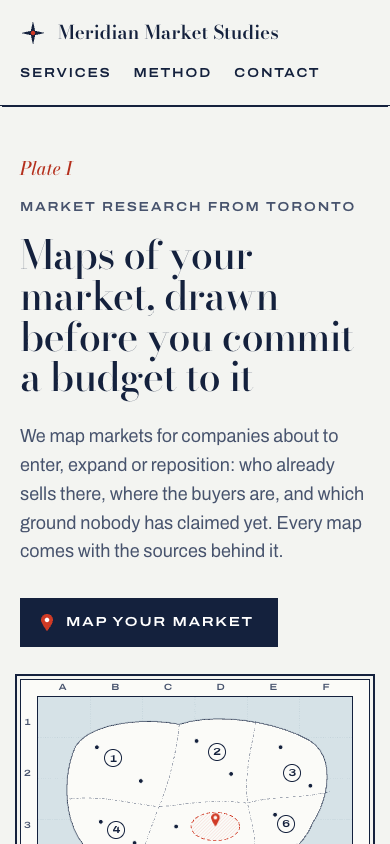 Meridian Market Studies
SERVICES METHOD CONTACT
Plate I
MARKET RESEARCH FROM TORONTO
Maps of your
market, drawn
before you commit
a budget to it
We map markets for companies about to
enter, expand or reposition: who already
sells there, where the buyers are, and which
ground nobody has claimed yet. Every map
comes with the sources behind it.
MAP YOUR MARKET
A B C D E F
1
1 2 3
2
3
4 6